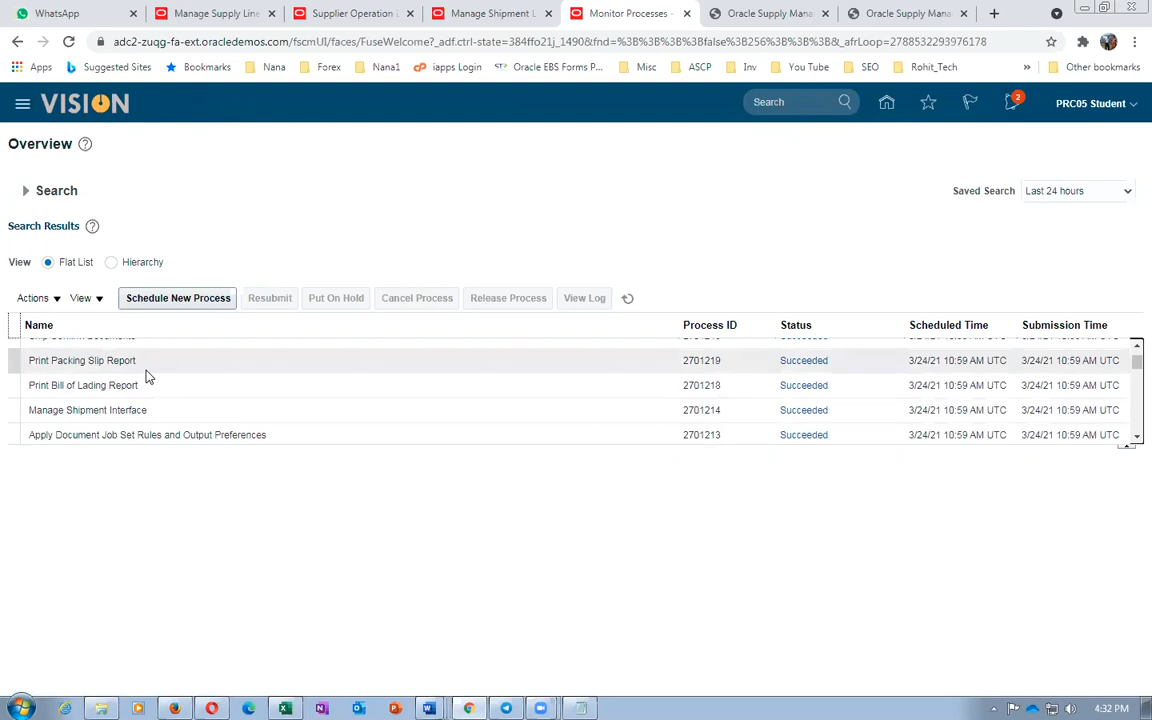 WhatsApp
Manage Supply Line
Supplier Operation
Manage Shipment L
Monitor Processes -
Oracle Supply Mana
Oracle Supply Mana
adc2-zuqg-fa-ext.oracledemos.com/fscmUI/faces/FuseWelcome?_adf.ctrl-state=384ffo21j_1490&fnd=%3B%3B%3B%3Bfalse%3B256%3B%3B%3B&_afrLoop=2788532293976178
Apps
Suggested Sites
Bookmarks
Nana
Forex
Nana1
iapps Login
Oracle EBS Forms P...
Misc
ASCP
Inv
You Tube
SEO
Rohit_Tech
Other bookmarks
VISION
Search
2
PRC05 Student
Overview
Search
Saved Search
Last 24 hours
Search Results
View
Flat List
Hierarchy
Actions
View
Schedule New Process
Resubmit
Put On Hold
Cancel Process
Release Process
View Log
Name Process ID Status Scheduled Time Submission Time
Print Packing Slip Report 2701219 Succeeded 3/24/21 10:59 AM UTC 3/24/21 10:59 AM UTC
Print Bill of Lading Report 2701218 Succeeded 3/24/21 10:59 AM UTC 3/24/21 10:59 AM UTC
Manage Shipment Interface 2701214 Succeeded 3/24/21 10:59 AM UTC 3/24/21 10:59 AM UTC
Apply Document Job Set Rules and Output Preferences 2701213 Succeeded 3/24/21 10:59 AM UTC 3/24/21 10:59 AM UTC
4:32 PM